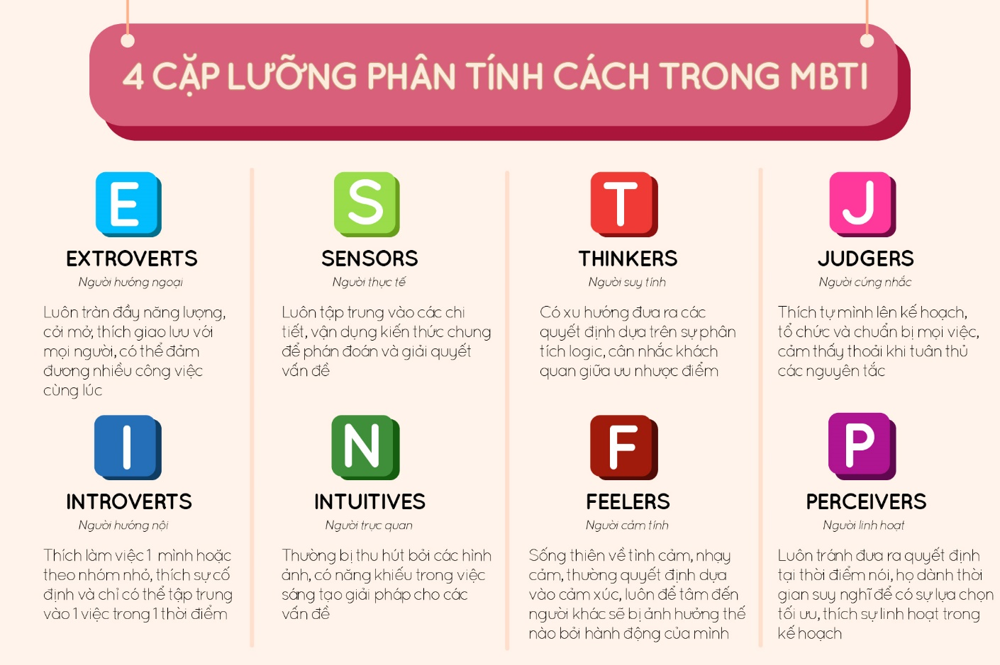 4 CẶP LƯỠNG PHÂN TÍNH CÁCH TRONG MBTI
E
EXTROVERTS
Người hướng ngoại
Luôn tràn đầy năng lượng,
cởi mở, thích giao lưu với
mọi người, có thể đảm
đương nhiều công việc
cùng lúc
S
SENSORS
Người thực tế
Luôn tập trung vào các chi
tiết, vận dụng kiến thức chung
để phán đoán và giải quyết
vấn đề
T
THINKERS
Người suy tính
Có xu hướng đưa ra các
quyết định dựa trên sự phân
tích logic, cân nhắc khách
quan giữa ưu nhược điểm
J
JUDGERS
Người cứng nhắc
Thích tự mình lên kế hoạch,
tổ chức và chuẩn bị mọi việc,
cảm thấy thoải khi tuân thủ
các nguyên tắc
I
INTROVERTS
Người hướng nội
Thích làm việc 1 mình hoặc
theo nhóm nhỏ, thích sự cố
định và chỉ có thể tập trung
vào 1 việc trong 1 thời điểm
N
INTUITIVES
Người trực quan
Thường bị thu hút bởi các hình
ảnh, có năng khiếu trong việc
sáng tạo giải pháp cho các
vấn đề
F
FEELERS
Người cảm tính
Sống thiên về tình cảm, nhạy
cảm, thường quyết định dựa
vào cảm xúc, luôn để tâm đến
người khác sẽ bị ảnh hưởng thế
nào bởi hành động của mình
P
PERCEIVERS
Người linh hoạt
Luôn tránh đưa ra quyết định
tại thời điểm nói, họ dành thời
gian suy nghĩ để có sự lựa chọn
tối ưu, thích sự linh hoạt trong
kế hoạch